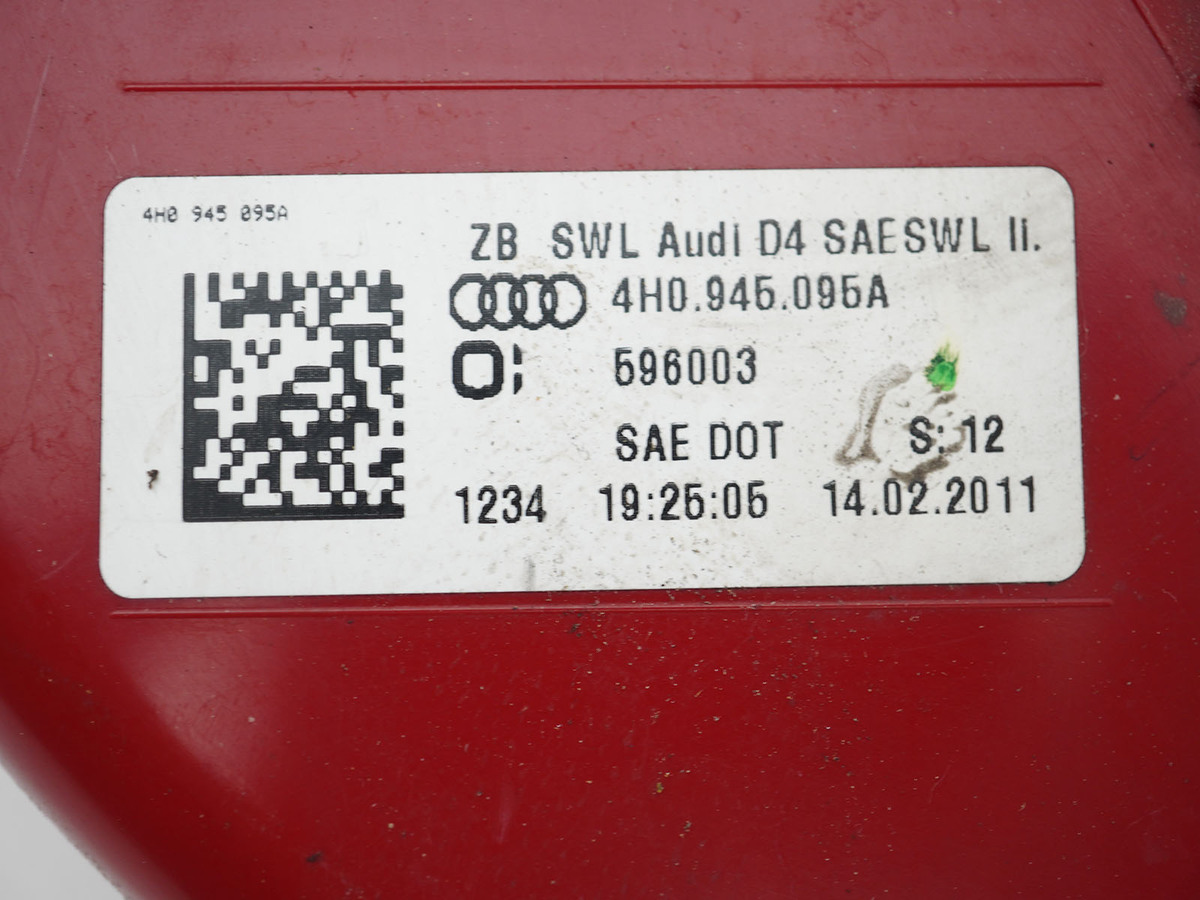 4H0 945 095A
ZB SWL Audi D4 SAESWL li.
4H0.945.095A
596003
SAE DOT S: 12
1234 19:25:05 14.02.2011